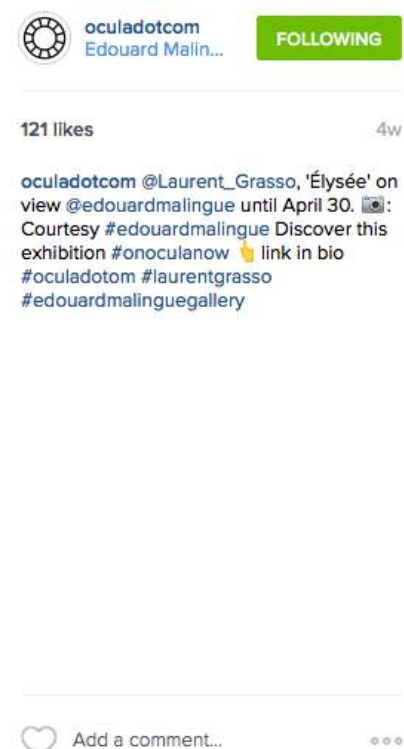 oculadotcom
Edouard Malin...
FOLLOWING
121 likes
4w
oculadotcom @Laurent_Grasso, 'Élysée' on
view @edouardmalingue until April 30. 📷:
Courtesy #edouardmalingue Discover this
exhibition #onoculanow 👆 link in bio
#oculadotom #laurentgrasso
#edouardmalinguegallery
Add a comment...